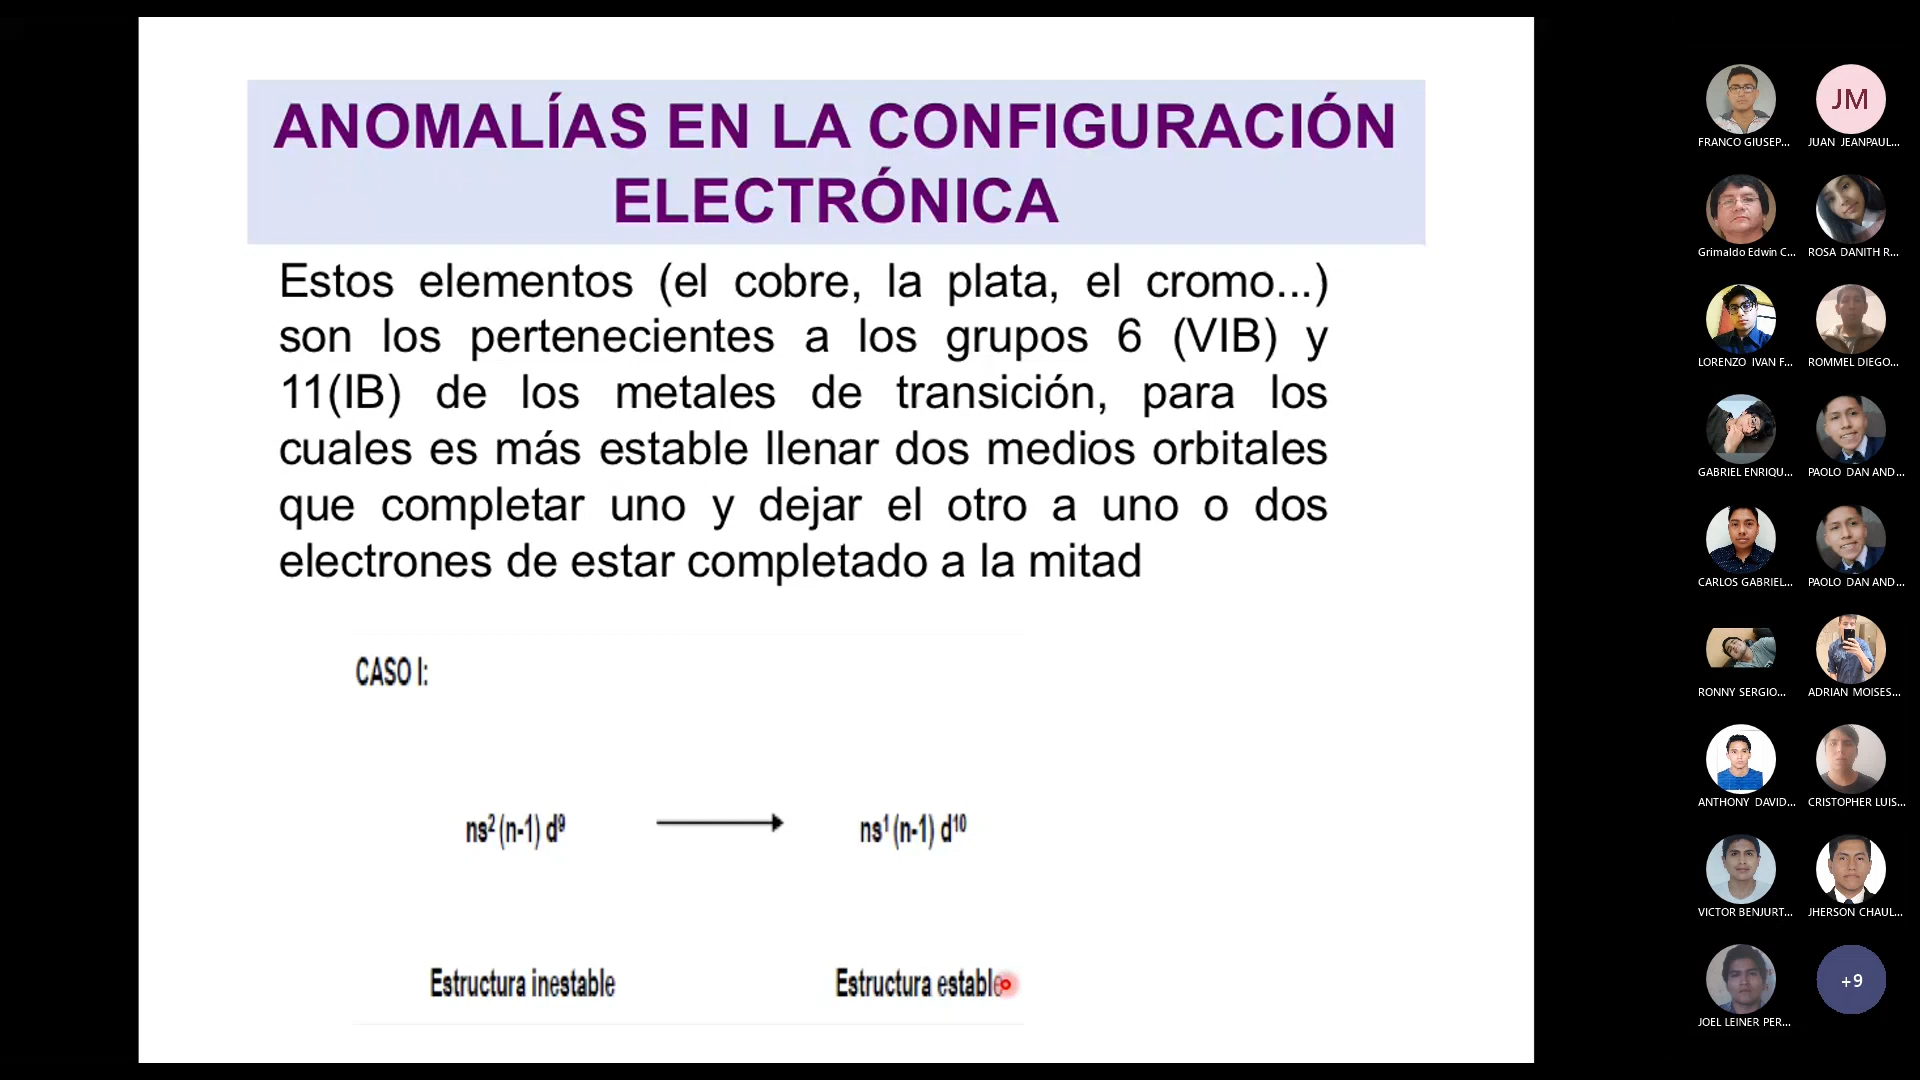 ANOMALÍAS EN LA CONFIGURACIÓN
ELECTRÓNICA
Estos elementos (el cobre, la plata, el cromo...)
son los pertenecientes a los grupos 6 (VIB) y
11(IB) de los metales de transición, para los
cuales es más estable llenar dos medios orbitales
que completar uno y dejar el otro a uno o dos
electrones de estar completado a la mitad
CASO I:
ns² (n-1) d⁹
ns¹ (n-1) d¹⁰
Estructura inestable
Estructura estable
JM
FRANCO GIUSEP...
JUAN JEANPAUL...
Grimaldo Edwin C...
ROSA DANITH R...
LORENZO IVAN F...
ROMMEL DIEGO...
GABRIEL ENRIQU...
PAOLO DAN AND...
CARLOS GABRIEL...
PAOLO DAN AND...
RONNY SERGIO...
ADRIAN MOISES...
ANTHONY DAVID...
CRISTOPHER LUIS...
VICTOR BENJURT...
JHERSON CHAUL...
+9
JOEL LEINER PER...